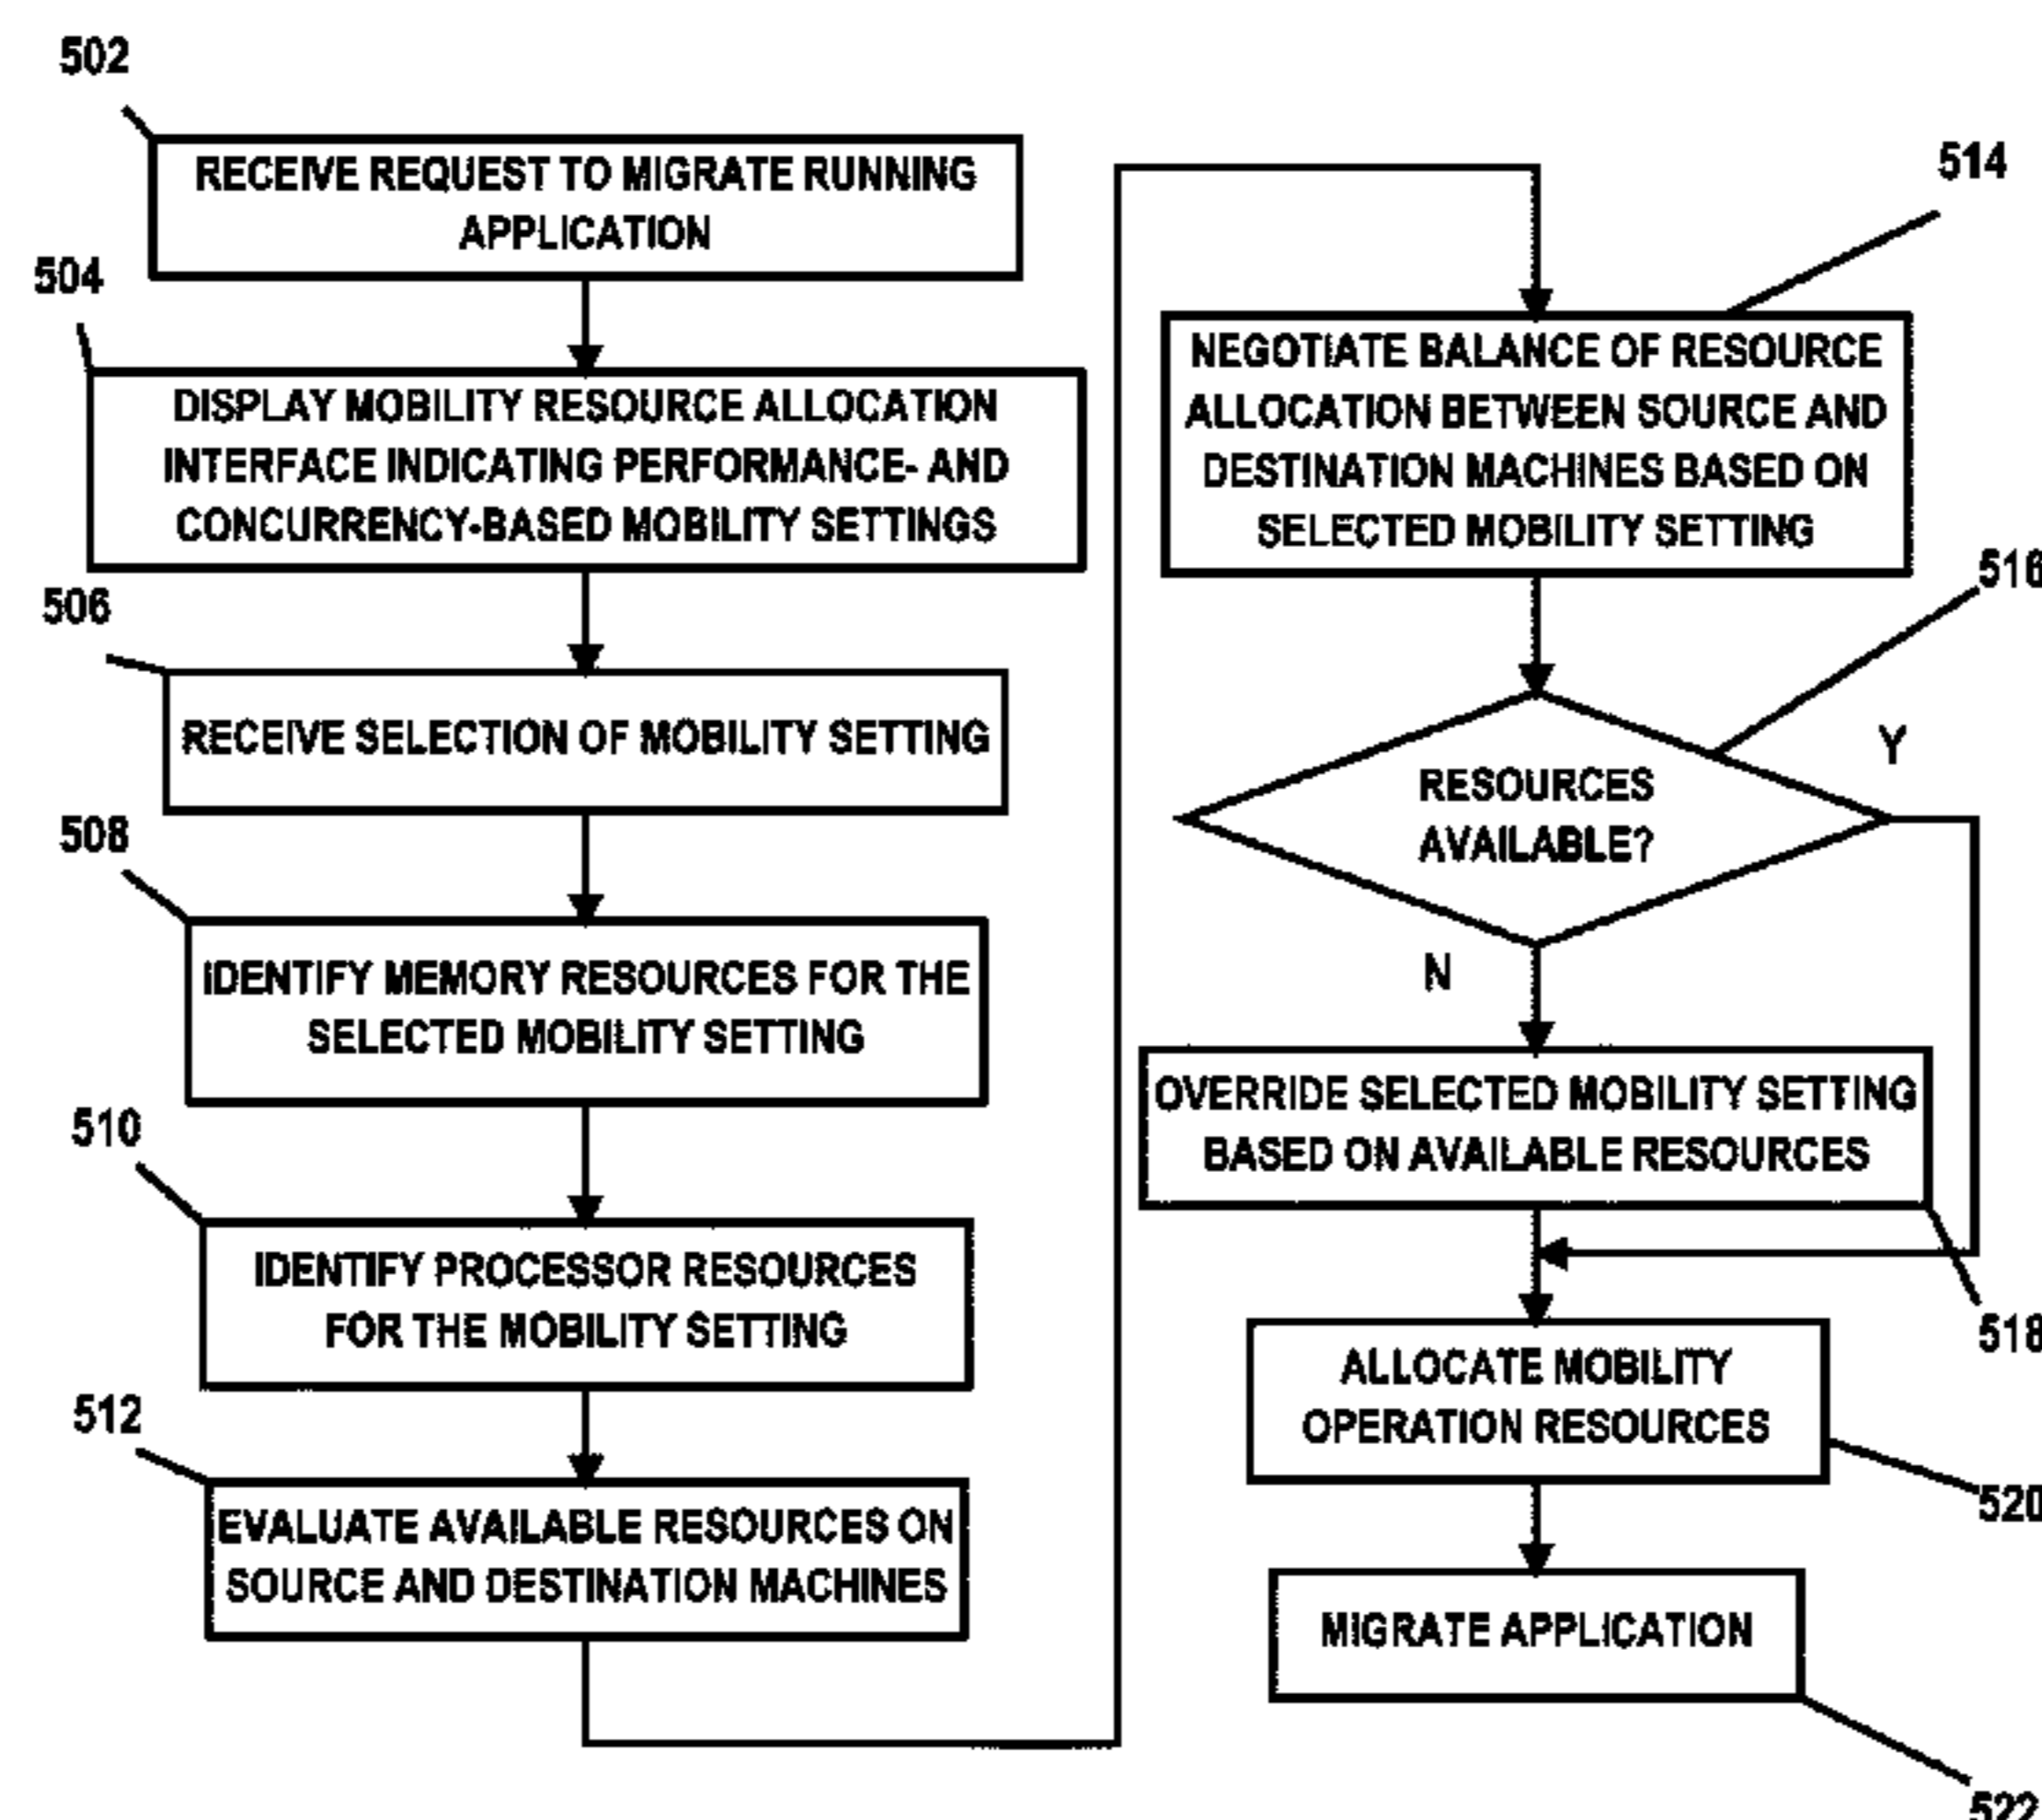 502
RECEIVE REQUEST TO MIGRATE RUNNING
APPLICATION
504
DISPLAY MOBILITY RESOURCE ALLOCATION
INTERFACE INDICATING PERFORMANCE- AND
CONCURRENCY-BASED MOBILITY SETTINGS
506
RECEIVE SELECTION OF MOBILITY SETTING
508
IDENTIFY MEMORY RESOURCES FOR THE
SELECTED MOBILITY SETTING
510
IDENTIFY PROCESSOR RESOURCES
FOR THE MOBILITY SETTING
512
EVALUATE AVAILABLE RESOURCES ON
SOURCE AND DESTINATION MACHINES
514
NEGOTIATE BALANCE OF RESOURCE
ALLOCATION BETWEEN SOURCE AND
DESTINATION MACHINES BASED ON
SELECTED MOBILITY SETTING
516
RESOURCES
AVAILABLE?
Y
N
OVERRIDE SELECTED MOBILITY SETTING
BASED ON AVAILABLE RESOURCES
518
ALLOCATE MOBILITY
OPERATION RESOURCES
520
MIGRATE APPLICATION
522